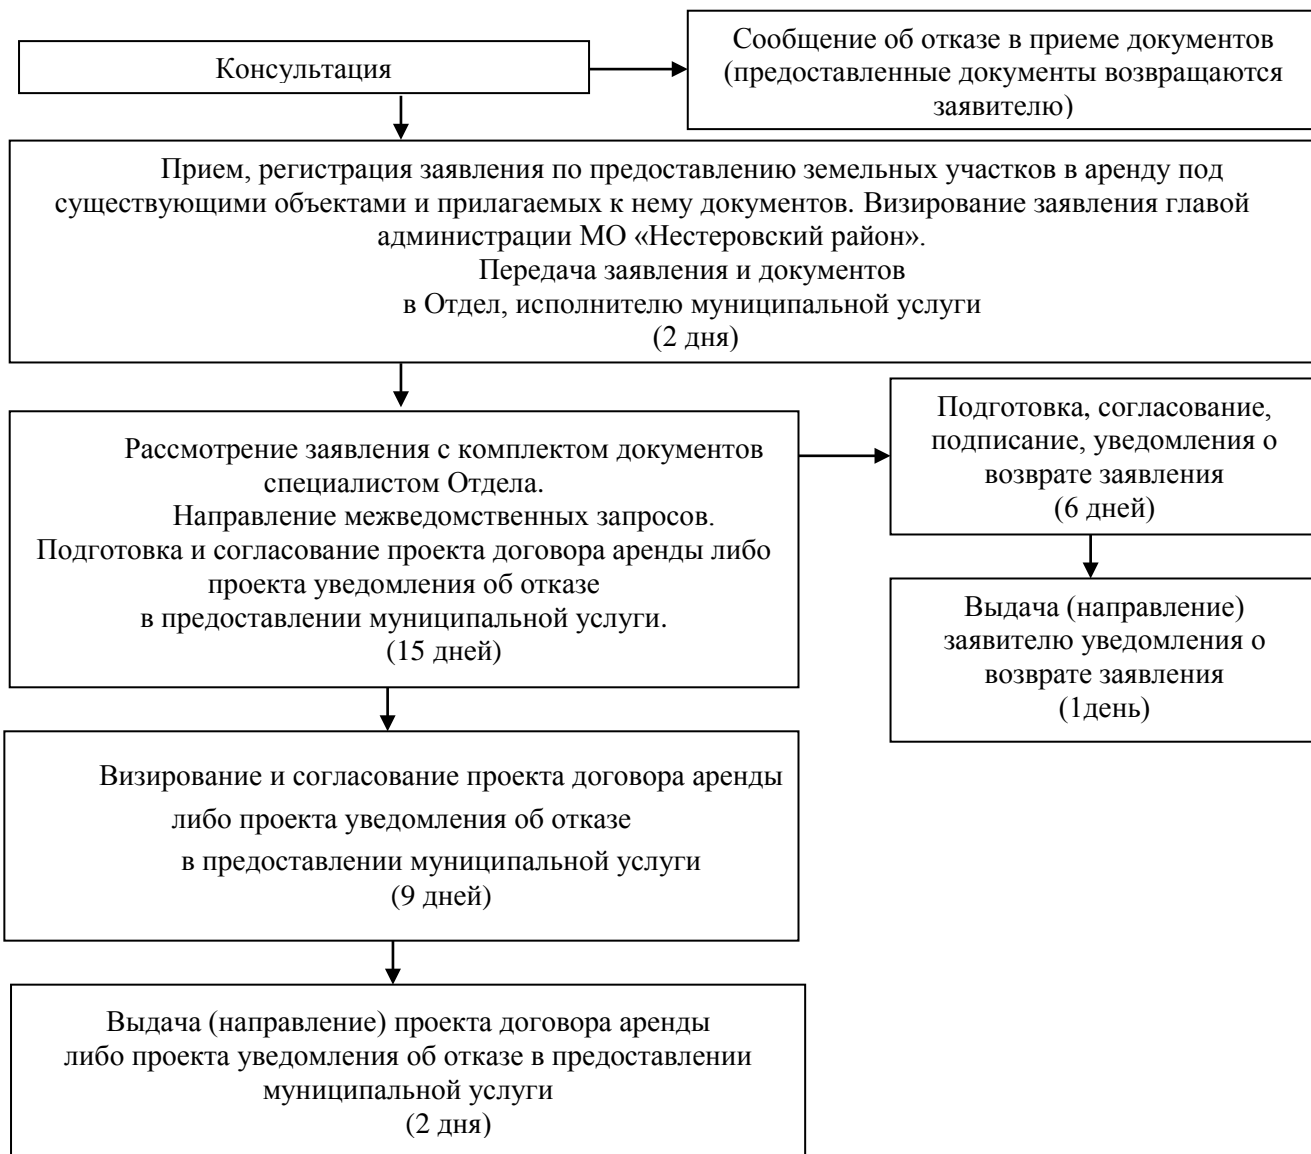 Консультация
Сообщение об отказе в приеме документов
(предоставленные документы возвращаются
заявителю)
Прием, регистрация заявления по предоставлению земельных участков в аренду под
существующими объектами и прилагаемых к нему документов. Визирование заявления главой
администрации МО «Нестеровский район».
Передача заявления и документов
в Отдел, исполнителю муниципальной услуги
(2 дня)
Рассмотрение заявления с комплектом документов
специалистом Отдела.
Направление межведомственных запросов.
Подготовка и согласование проекта договора аренды либо
проекта уведомления об отказе
в предоставлении муниципальной услуги.
(15 дней)
Подготовка, согласование,
подписание, уведомления о
возврате заявления
(6 дней)
Выдача (направление)
заявителю уведомления о
возврате заявления
(1день)
Визирование и согласование проекта договора аренды
либо проекта уведомления об отказе
в предоставлении муниципальной услуги
(9 дней)
Выдача (направление) проекта договора аренды
либо проекта уведомления об отказе в предоставлении
муниципальной услуги
(2 дня)